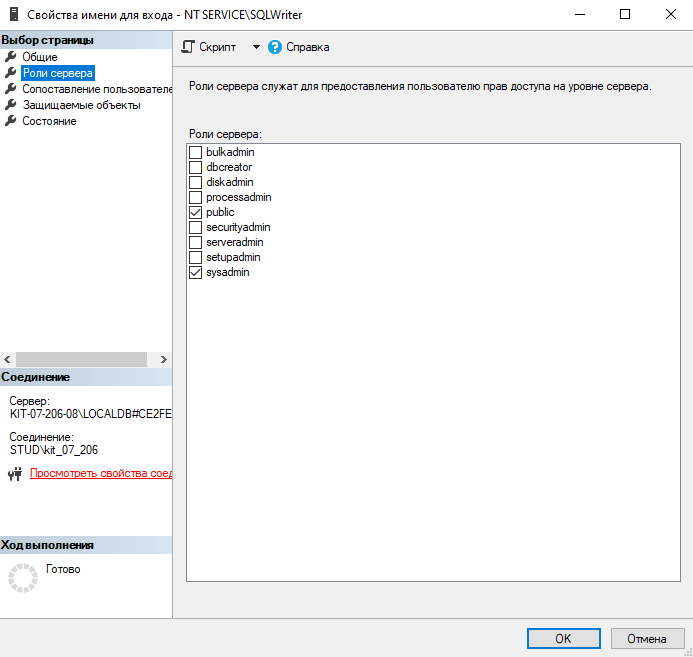 Свойства имени для входа - NT SERVICE\SQLWriter
Выбор страницы
Общие
Роли сервера
Сопоставление пользователе
Защищаемые объекты
Состояние
Соединение
Сервер:
KIT-07-206-08\LOCALDB#CE2FE
Соединение:
STUD\kit_07_206
Просмотреть свойства соед
Ход выполнения
Готово
Скрипт
Справка
Роли сервера служат для предоставления пользователю прав доступа на уровне сервера.
Роли сервера:
bulkadmin
dbcreator
diskadmin
processadmin
public
securityadmin
serveradmin
setupadmin
sysadmin
OK
Отмена